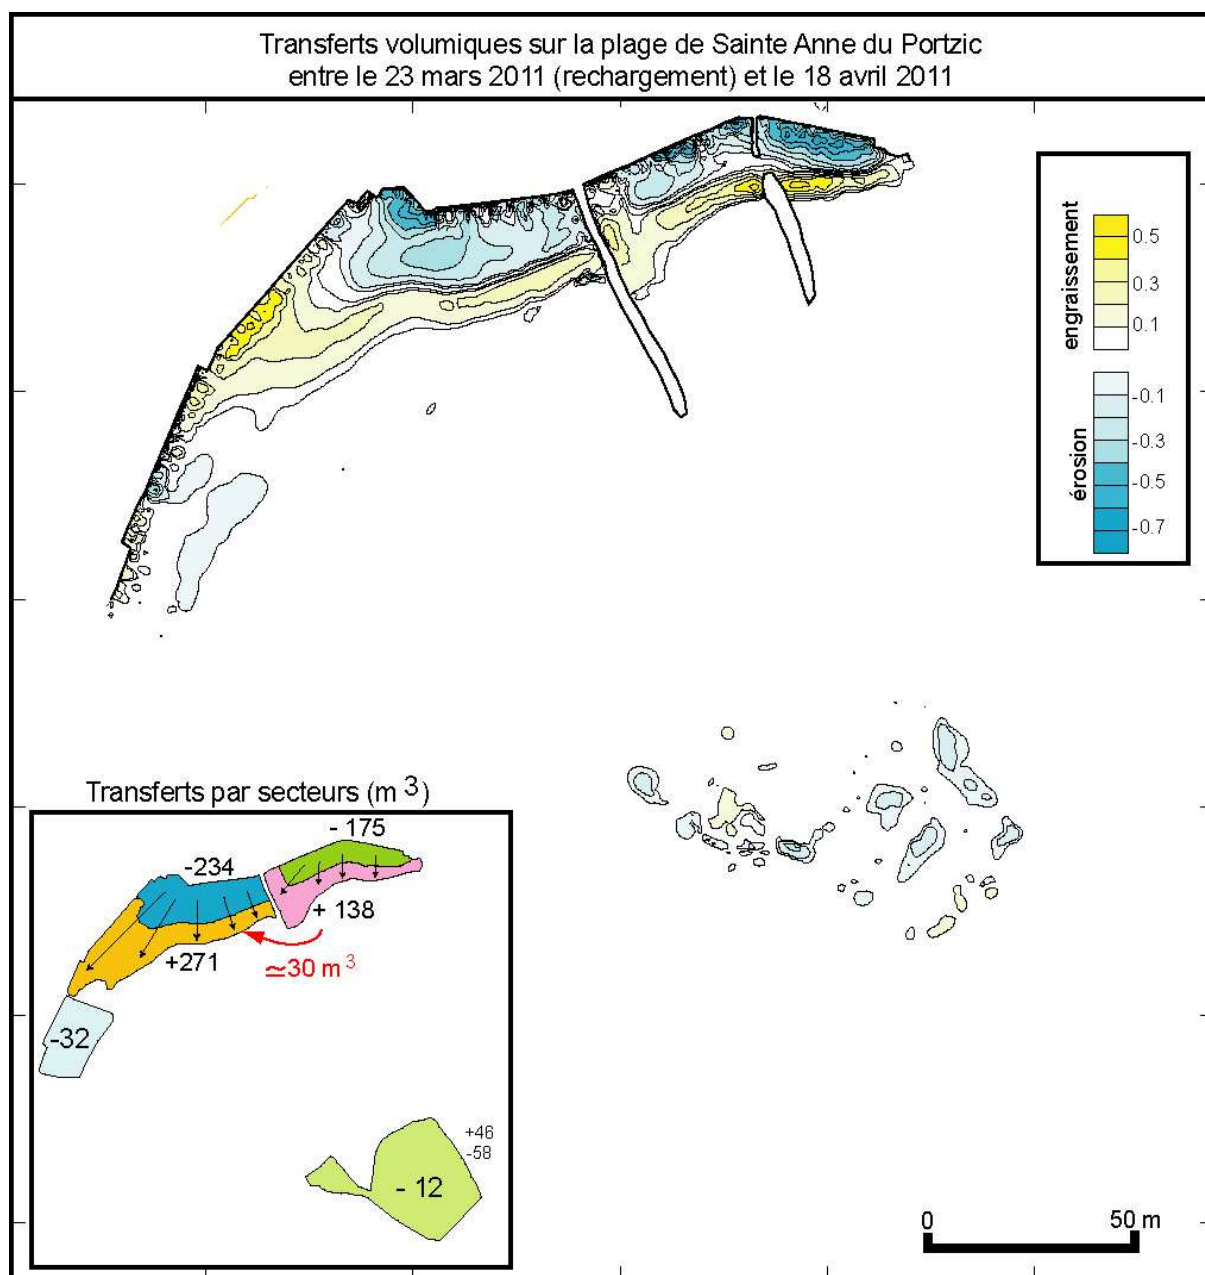 Transferts volumiques sur la plage de Sainte Anne du Portzic
entre le 23 mars 2011 (rechargement) et le 18 avril 2011
engraissement
0.5
0.3
0.1
érosion
-0.1
-0.3
-0.5
-0.7
Transferts par secteurs (m 3)
- 175
-234
+ 138
+271
≃30 m 3
-32
+46
-58
- 12
0 50 m